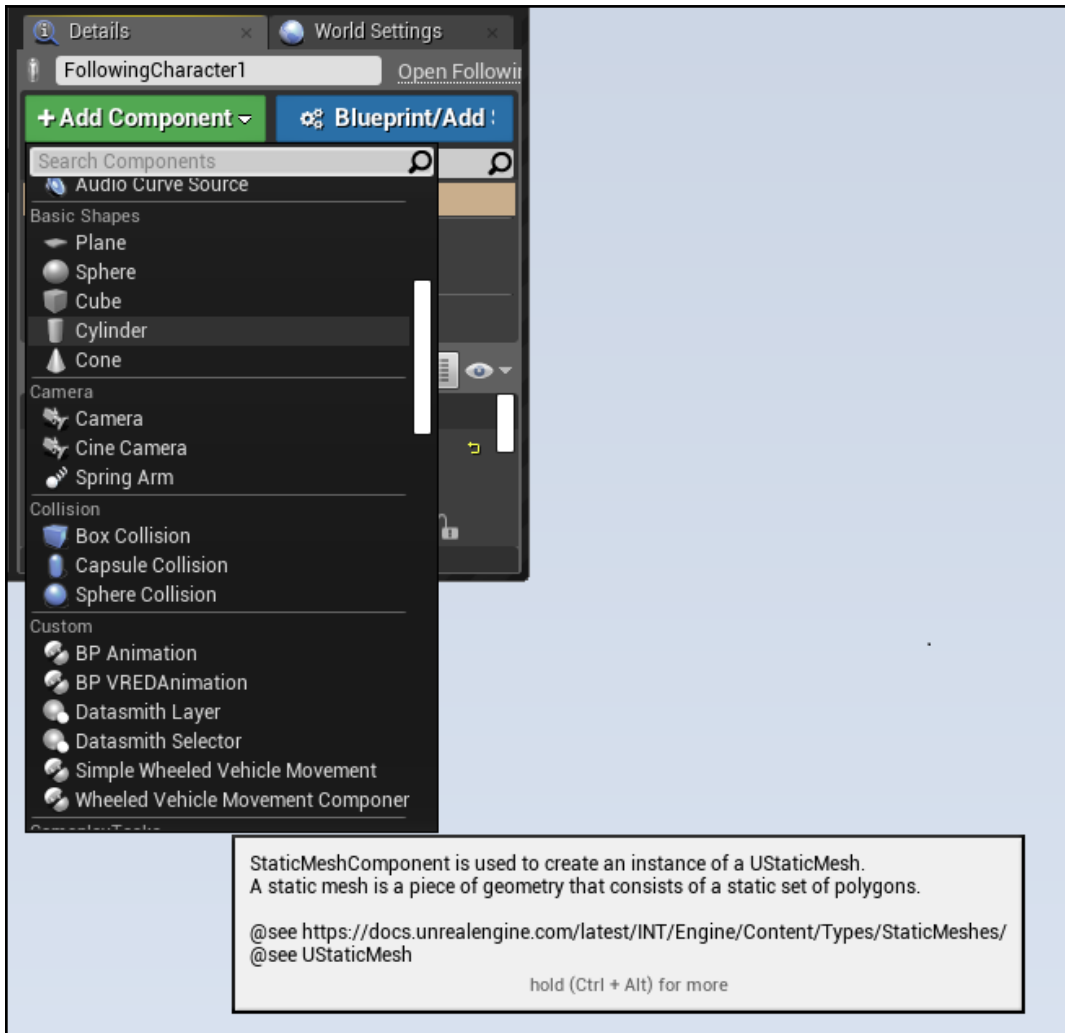 Details
World Settings
FollowingCharacter1
Open Followin
+Add Component
Blueprint/Add
Search Components
Audio Curve Source
Basic Shapes
Plane
Sphere
Cube
Cylinder
Cone
Camera
Camera
Cine Camera
Spring Arm
Collision
Box Collision
Capsule Collision
Sphere Collision
Custom
BP Animation
BP VREDAnimation
Datasmith Layer
Datasmith Selector
Simple Wheeled Vehicle Movement
Wheeled Vehicle Movement Componer
StaticMeshComponent is used to create an instance of a UStaticMesh.
A static mesh is a piece of geometry that consists of a static set of polygons.
@see https://docs.unrealengine.com/latest/INT/Engine/Content/Types/StaticMeshes/
@see UStaticMesh
hold (Ctrl + Alt) for more